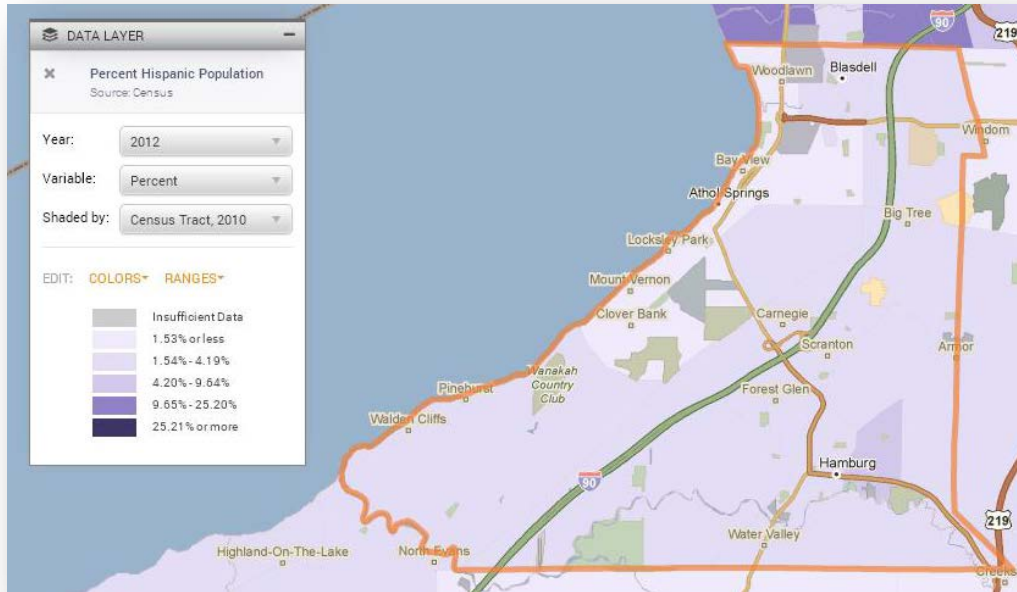 DATA LAYER
Percent Hispanic Population
Source: Census
Year:
2012
Variable:
Percent
Shaded by:
Census Tract, 2010
EDIT: COLORS RANGES
Insufficient Data
1.53% or less
1.54% - 4.19%
4.20% - 9.64%
9.65% - 25.20%
25.21% or more
90
219
Woodlawn
Blasdell
Windom
Bay View
Athol Springs
Big Tree
Locksley Park
Mount Vernon
Clover Bank
Carnegie
Scranton
Armor
Wanakah
Country
Club
Pinehurst
Forest Glen
Walden Cliffs
Hamburg
90
219
Water Valley
Highland-On-The-Lake
North Evans
Creeks